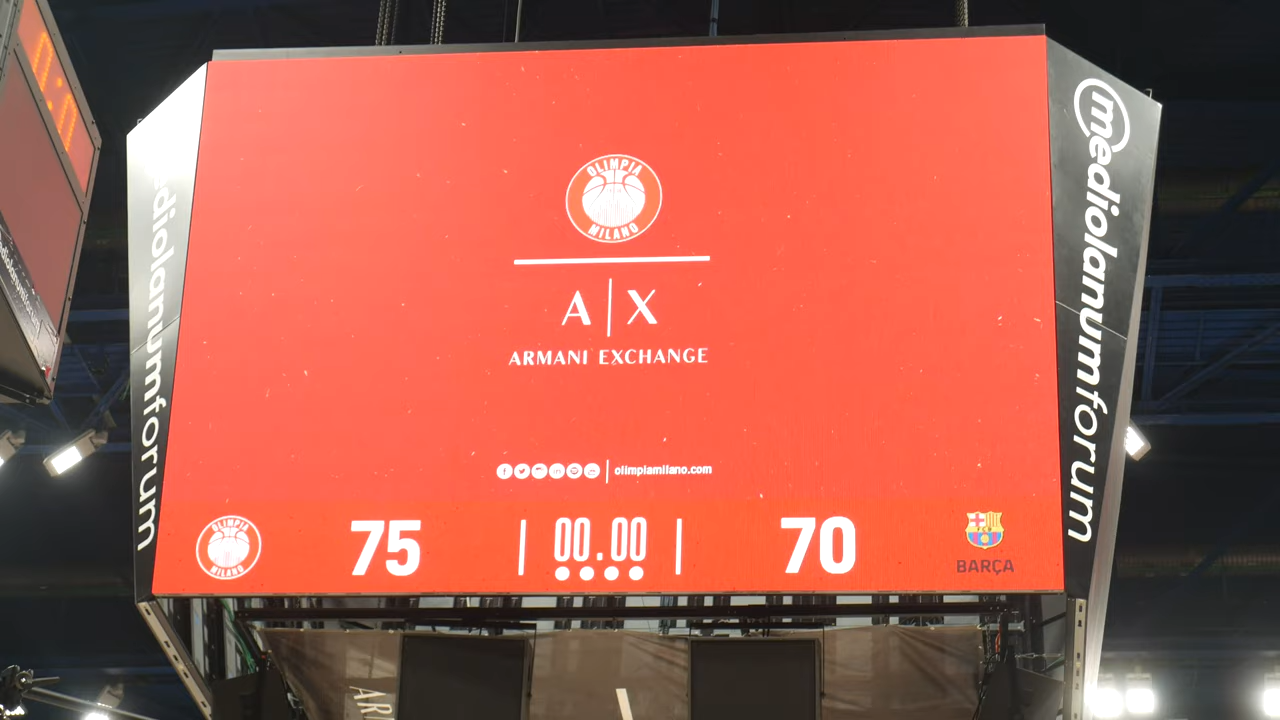 OLIMPIA
MILANO
A|X
ARMANI EXCHANGE
olimpiamilano.com
OLIMPIA
MILANO
75
00.00
70
BARÇA
mediolanumforum
mediolanumforum